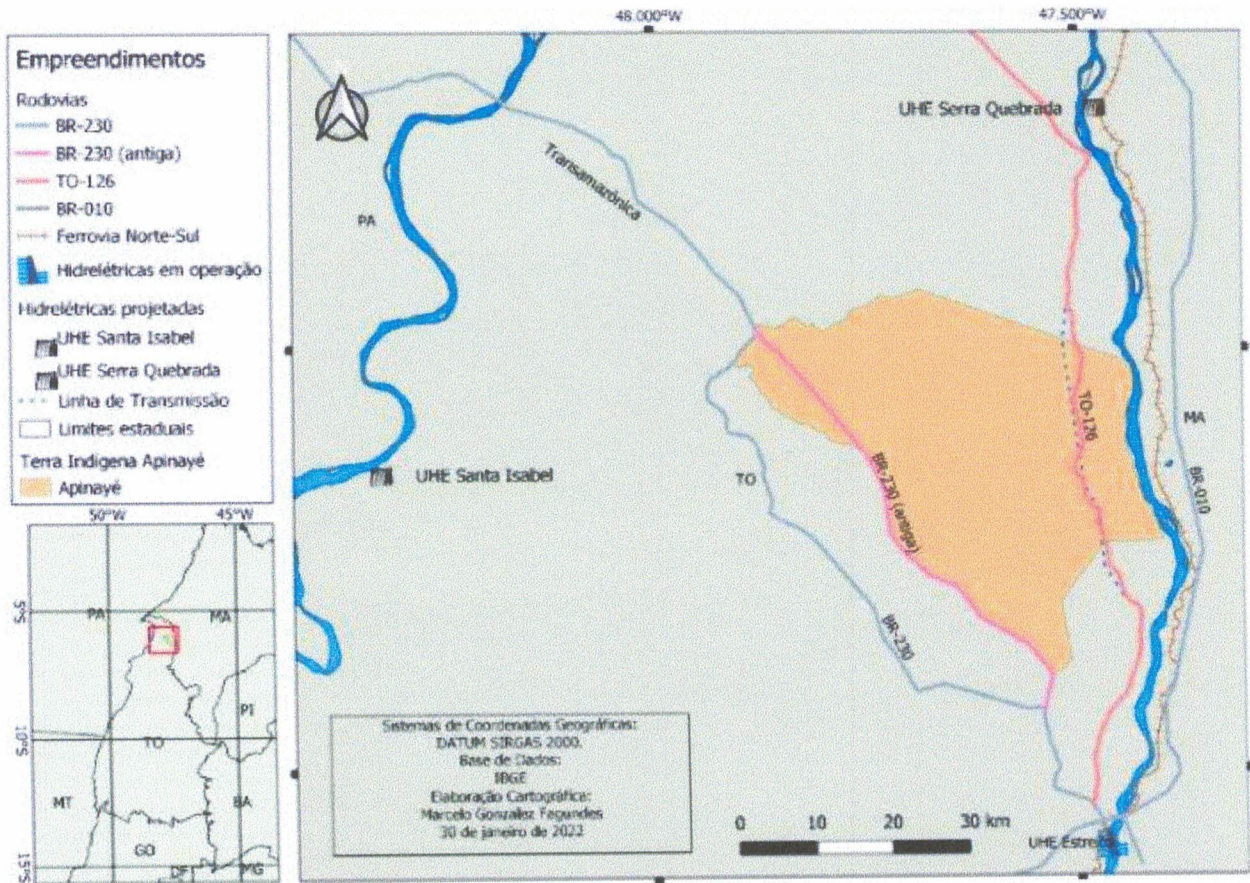 48.000°W
47.500°W
Empreendimentos
Rodovias
BR-230
BR-230 (antiga)
TO-126
BR-010
Ferrovia Norte-Sul
Hidrelétricas em operação
Hidrelétricas projetadas
UHE Santa Isabel
UHE Serra Quebrada
Linha de Transmissão
Limites estaduais
Terra Indígena Apinayé
Apinayé
UHE Serra Quebrada
Transamazônica
PA
TO-126
MA
BR-010
UHE Santa Isabel
TO
BR-230 (antiga)
BR-230
50°W
45°W
5°S
10°S
15°S
PA
MA
PI
TO
MT
BA
GO
DF
MG
Sistemas de Coordenadas Geográficas:
DATUM SIRGAS 2000.
Base de Dados:
IBGE
Elaboração Cartográfica:
Marcelo Gonzalez Fagundes
30 de janeiro de 2022
0 10 20 30 km
UHE Estreito